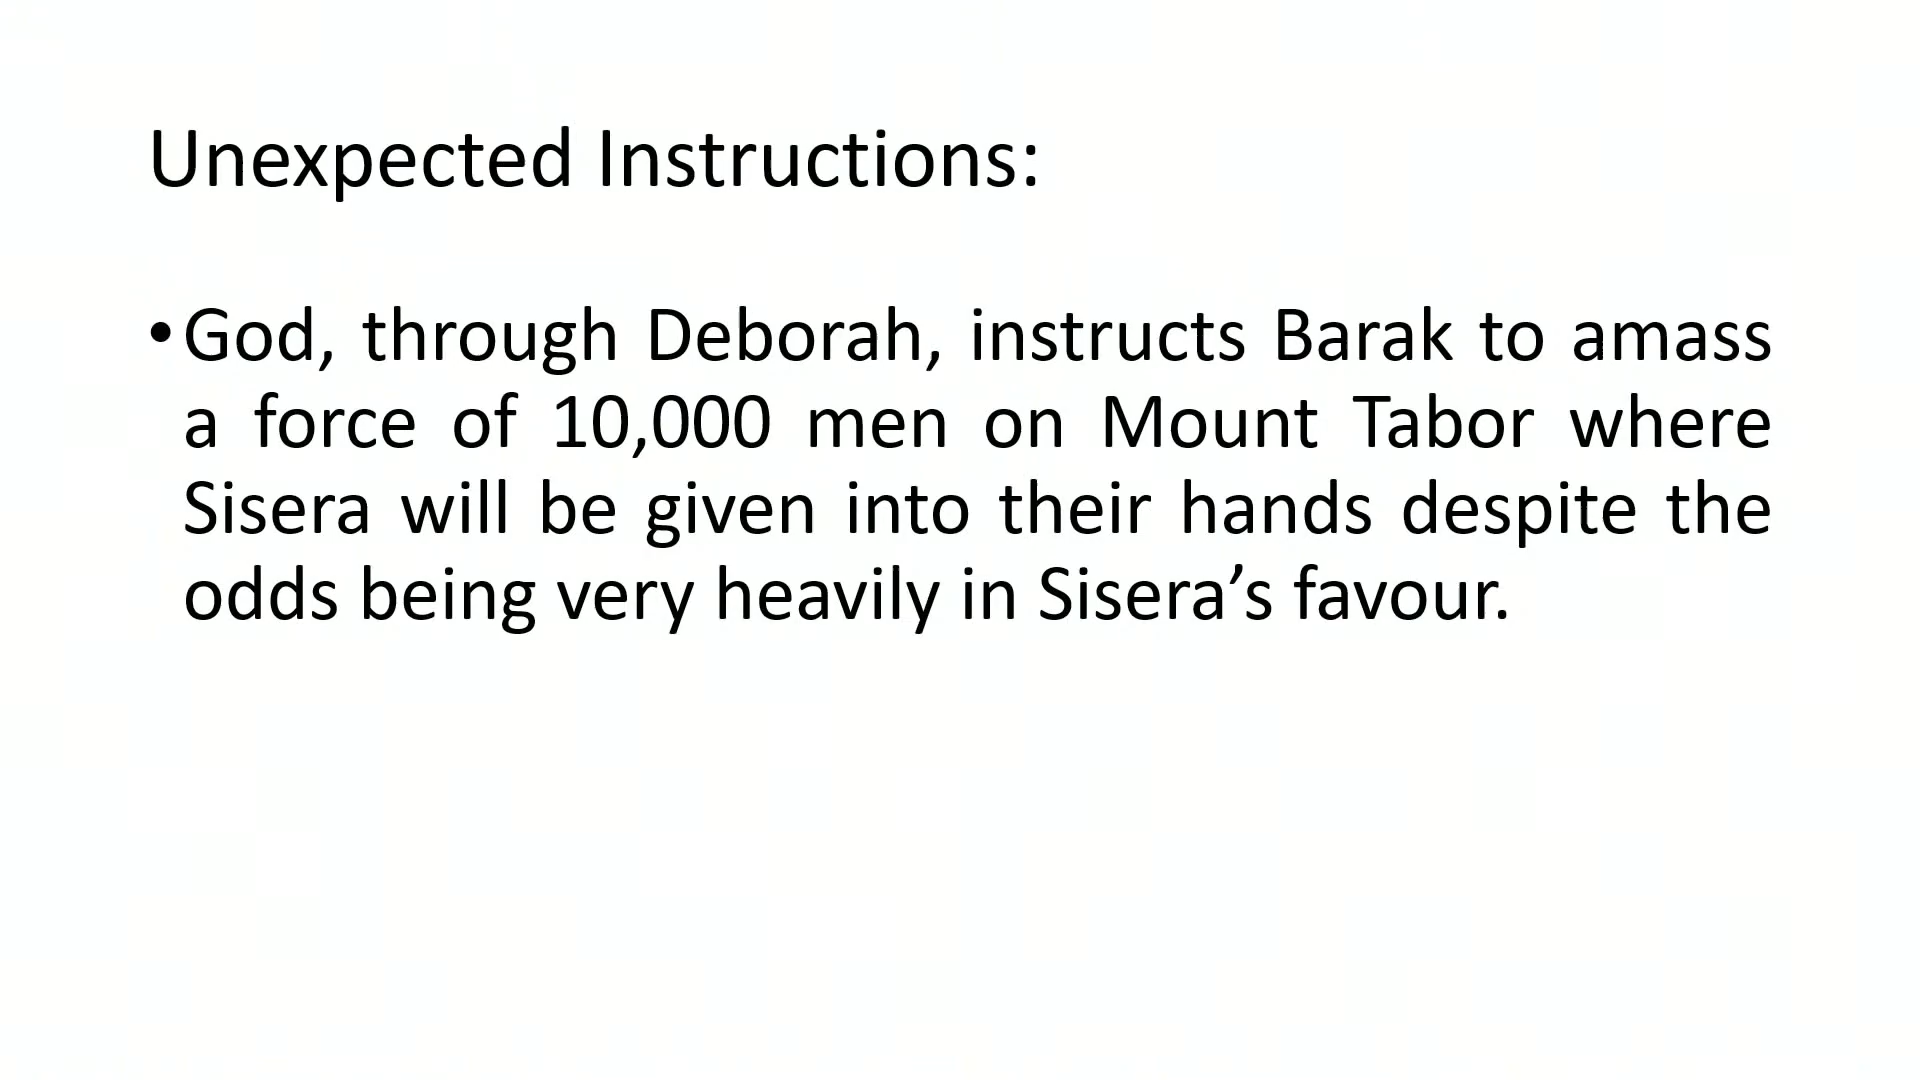 Unexpected Instructions:
• God, through Deborah, instructs Barak to amass
a force of 10,000 men on Mount Tabor where
Sisera will be given into their hands despite the
odds being very heavily in Sisera’s favour.